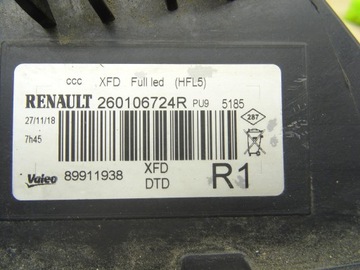 ccc XFD Full led (HFL5)
RENAULT 260106724R PU9 5185
27/11/18
287
7h45
Valeo 89911938 XFD R1
DTD